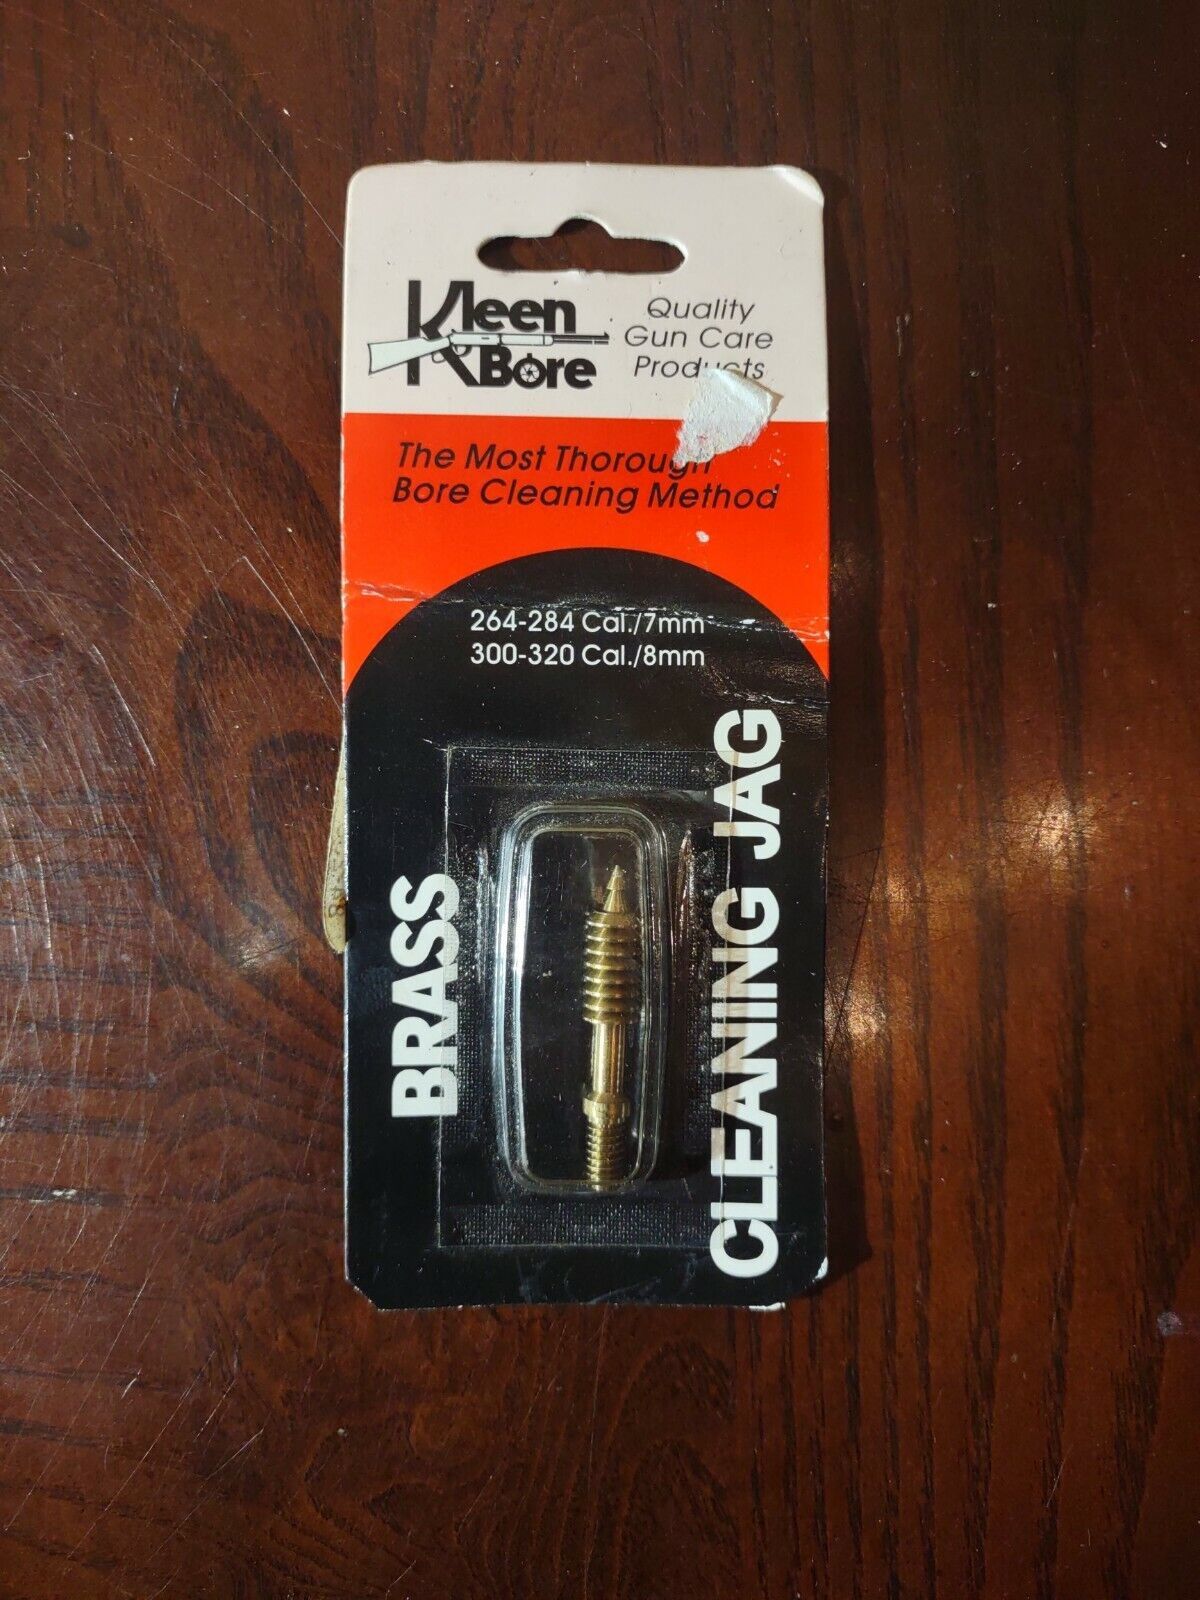 Kleen
Bore
Quality
Gun Care
Products
The Most Thorough
Bore Cleaning Method
264-284 Cal./7mm
300-320 Cal./8mm
BRASS
CLEANING JAG